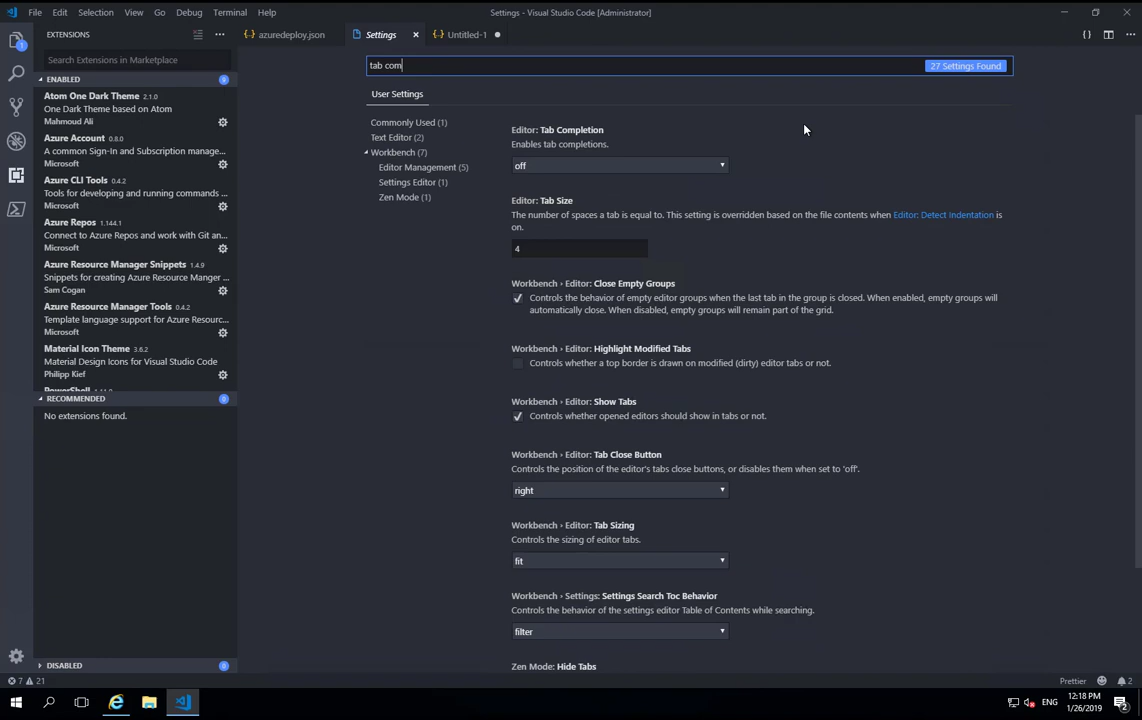 File Edit Selection View Go Debug Terminal Help
Settings - Visual Studio Code [Administrator]
EXTENSIONS
azuredeploy.json
Settings
Untitled-1
1
Search Extensions in Marketplace
ENABLED
9
Atom One Dark Theme 2.1.0
One Dark Theme based on Atom
Mahmoud Ali
Azure Account 0.8.0
A common Sign-In and Subscription manage...
Microsoft
Azure CLI Tools 0.4.2
Tools for developing and running commands ...
Microsoft
Azure Repos 1.144.1
Connect to Azure Repos and work with Git an...
Microsoft
Azure Resource Manager Snippets 1.4.9
Snippets for creating Azure Resource Manger ...
Sam Cogan
Azure Resource Manager Tools 0.4.2
Template language support for Azure Resourc...
Microsoft
Material Icon Theme 3.6.2
Material Design Icons for Visual Studio Code
Philipp Kief
RECOMMENDED
0
No extensions found.
DISABLED
0
tab com
27 Settings Found
User Settings
Commonly Used (1)
Text Editor (2)
Workbench (7)
Editor Management (5)
Settings Editor (1)
Zen Mode (1)
Editor: Tab Completion
Enables tab completions.
off
Editor: Tab Size
The number of spaces a tab is equal to. This setting is overridden based on the file contents when Editor: Detect Indentation is
on.
4
Workbench › Editor: Close Empty Groups
Controls the behavior of empty editor groups when the last tab in the group is closed. When enabled, empty groups will
automatically close. When disabled, empty groups will remain part of the grid.
Workbench › Editor: Highlight Modified Tabs
Controls whether a top border is drawn on modified (dirty) editor tabs or not.
Workbench › Editor: Show Tabs
Controls whether opened editors should show in tabs or not.
Workbench › Editor: Tab Close Button
Controls the position of the editor's tabs close buttons, or disables them when set to 'off'.
right
Workbench › Editor: Tab Sizing
Controls the sizing of editor tabs.
fit
Workbench › Settings: Settings Search Toc Behavior
Controls the behavior of the settings editor Table of Contents while searching.
filter
Zen Mode: Hide Tabs
7 21
Prettier
2
ENG
12:18 PM
1/26/2019
2